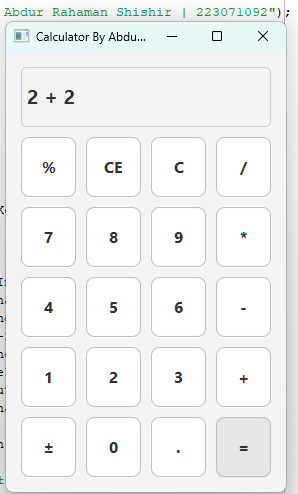 Abdur Rahaman Shishir | 223071092");
Calculator By Abdu...
2 + 2
% CE C /
7 8 9 *
4 5 6 -
1 2 3 +
± 0 . =